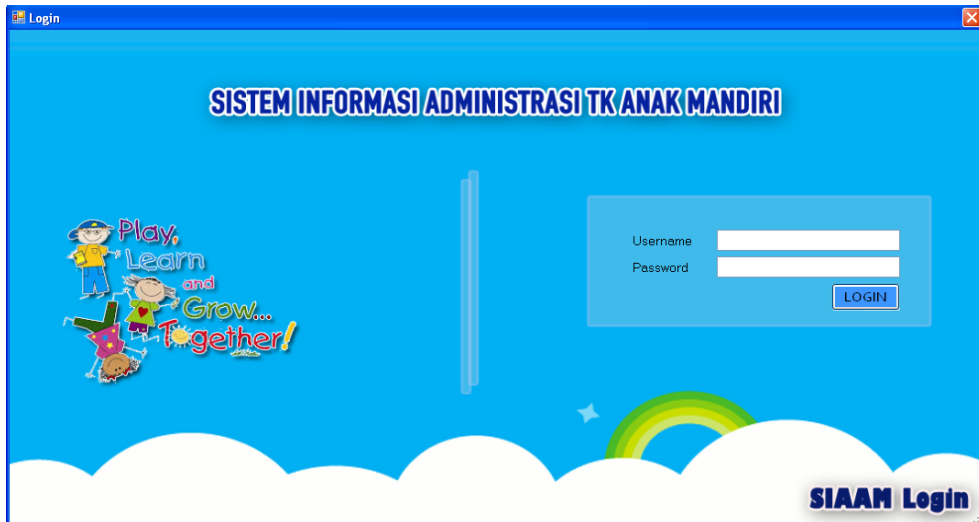 Login
SISTEM INFORMASI ADMINISTRASI TK ANAK MANDIRI
Play,
Learn
and
Grow...
Together!
Username
Password
LOGIN
SIAAM Login